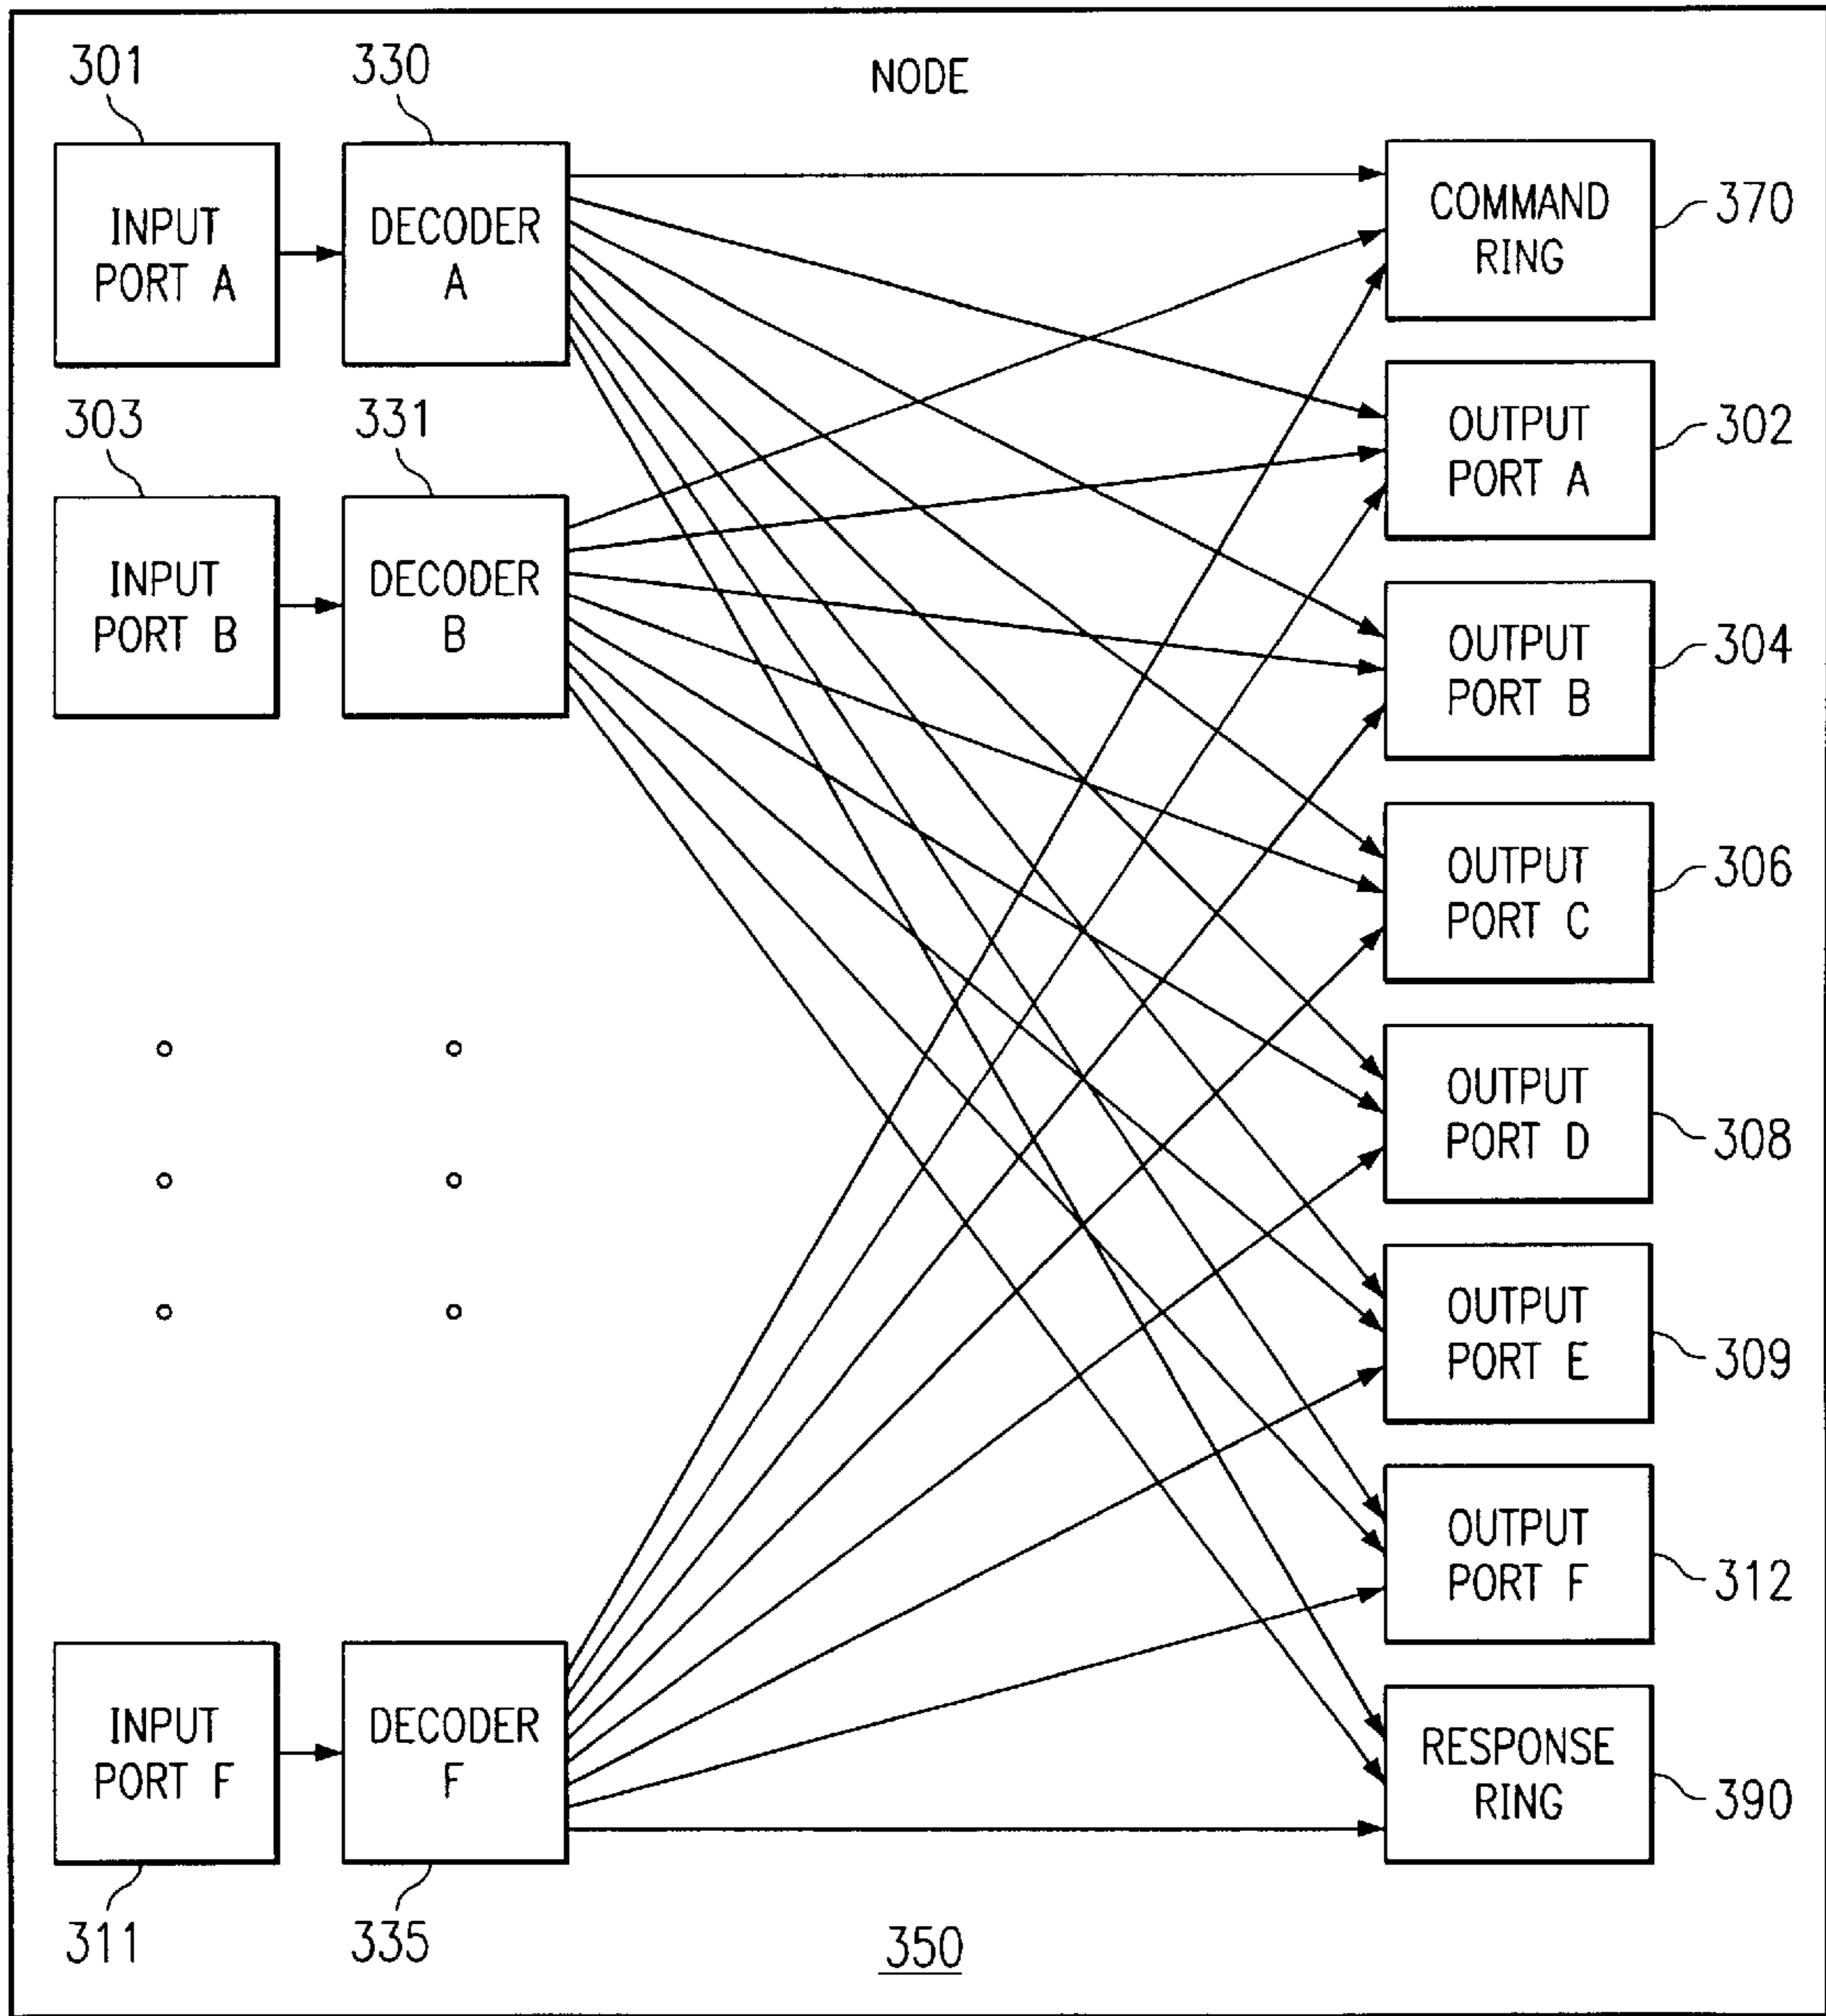 NODE
301
330
INPUT
PORT A
DECODER
A
COMMAND
RING
370
303
331
OUTPUT
PORT A
302
INPUT
PORT B
DECODER
B
OUTPUT
PORT B
304
OUTPUT
PORT C
306
OUTPUT
PORT D
308
OUTPUT
PORT E
309
OUTPUT
PORT F
312
INPUT
PORT F
DECODER
F
RESPONSE
RING
390
311
335
350